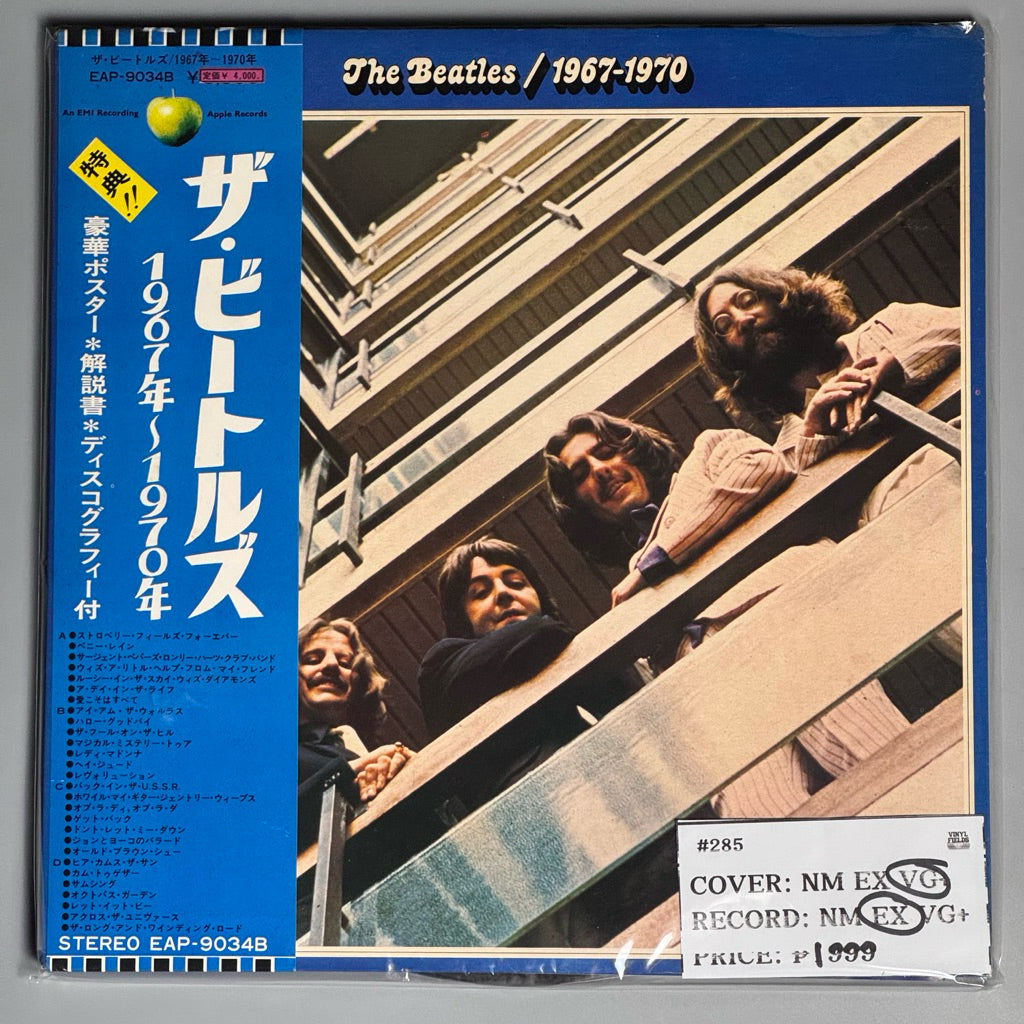 ザ・ビートルズ/1967年〜1970年
EAP-9034B ¥
定価¥ 4,000.
An EMI Recording
Apple Records
特典!!
ザ・ビートルズ
1967年〜1970年
豪華ポスター*解説書*ディスコグラフィー付
A●ストロベリー・フィールズ・フォーエバー
●ペニー・レイン
●サージェント・ペパーズ・ロンリー・ハーツ・クラブ・バンド
●ウィズ・ア・リトル・ヘルプ・フロム・マイ・フレンド
●ルーシー・イン・ザ・スカイ・ウィズ・ダイアモンズ
●ア・デイ・イン・ザ・ライフ
●愛こそはすべて
B●アイ・アム・ザ・ウォルラス
●ハロー・グッドバイ
●ザ・フール・オン・ザ・ヒル
●マジカル・ミステリー・トゥア
●レディ・マドンナ
●ヘイ・ジュード
●レヴォリューション
C●バック・イン・ザ・U.S.S.R.
●ホワイル・マイ・ギター・ジェントリー・ウィープス
●オブ・ラ・ディ,オブ・ラ・ダ
●ゲット・バック
●ドント・レット・ミー・ダウン
●ジョンとヨーコのバラード
●オールド・ブラウン・シュー
D●ヒア・カムス・ザ・サン
●カム・トゥゲザー
●サムシング
●オクトパス・ガーデン
●レット・イット・ビー
●アクロス・ザ・ユニヴァース
●ザ・ロング・アンド・ワインディング・ロード
STEREO EAP-9034B
The Beatles / 1967-1970
#285
VINYL
FIELDS
COVER: NM EX VG+
RECORD: NM EX VG+
PRICE: ₱1999